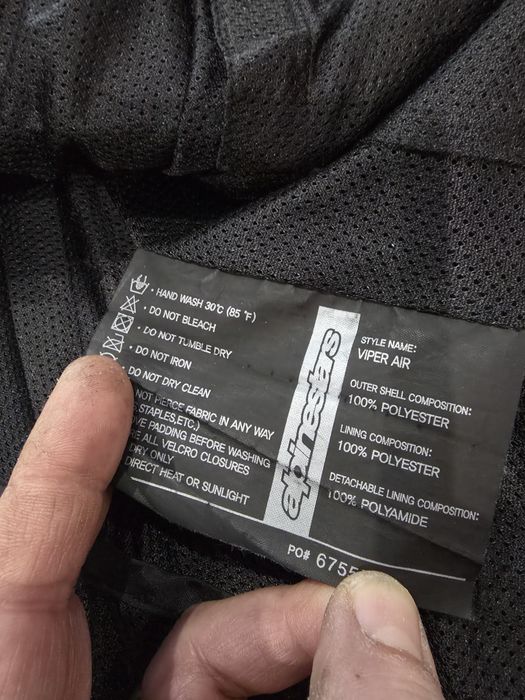 • HAND WASH 30°C (85 °F)
• DO NOT BLEACH
• DO NOT TUMBLE DRY
• DO NOT IRON
DO NOT DRY CLEAN
NOT PIERCE FABRIC IN ANY WAY
STAPLES,ETC.)
PADDING BEFORE WASHING
ALL VELCRO CLOSURES
DRY ONLY
DIRECT HEAT OR SUNLIGHT
alpinestars
STYLE NAME:
VIPER AIR
OUTER SHELL COMPOSITION:
100% POLYESTER
LINING COMPOSITION:
100% POLYESTER
DETACHABLE LINING COMPOSITION:
100% POLYAMIDE
PO# 6755